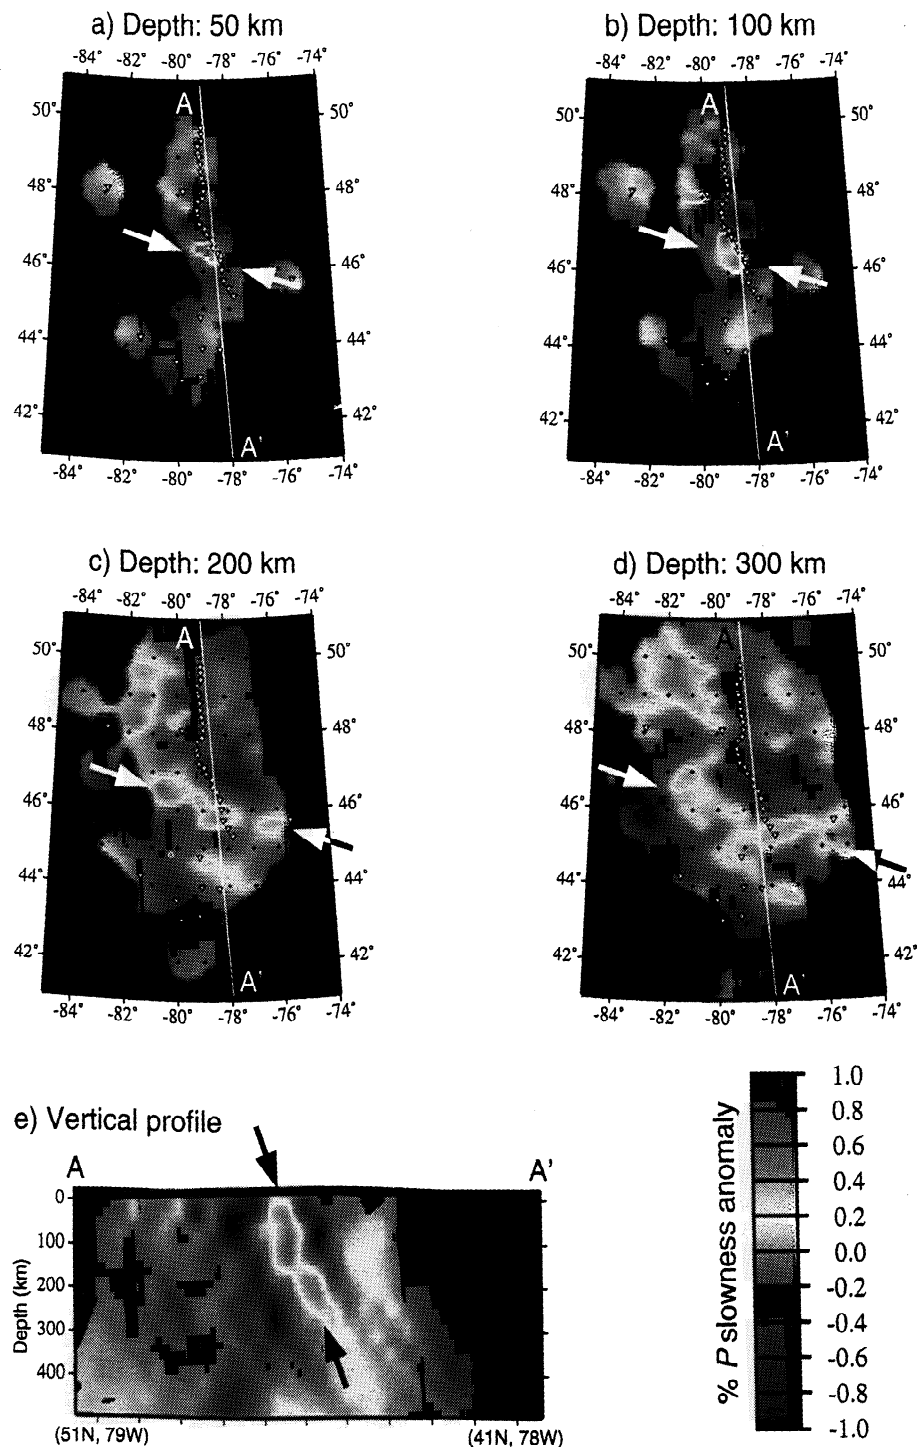 a) Depth: 50 km
-84° -82° -80° -78° -76° -74°
A
50° 50°
48° 48°
46° 46°
44° 44°
42° 42°
A'
-84° -82° -80° -78° -76° -74°
b) Depth: 100 km
-84° -82° -80° -78° -76° -74°
A
50° 50°
48° 48°
46° 46°
44° 44°
42° 42°
A'
-84° -82° -80° -78° -76° -74°
c) Depth: 200 km
-84° -82° -80° -78° -76° -74°
A
50° 50°
48° 48°
46° 46°
44° 44°
42° 42°
A'
-84° -82° -80° -78° -76° -74°
d) Depth: 300 km
-84° -82° -80° -78° -76° -74°
A
50° 50°
48° 48°
46° 46°
44° 44°
42° 42°
A'
-84° -82° -80° -78° -76° -74°
e) Vertical profile
A A'
0
100
200
300
400
Depth (km)
(51N, 79W) (41N, 78W)
% P slowness anomaly
1.0
0.8
0.6
0.4
0.2
0.0
-0.2
-0.4
-0.6
-0.8
-1.0